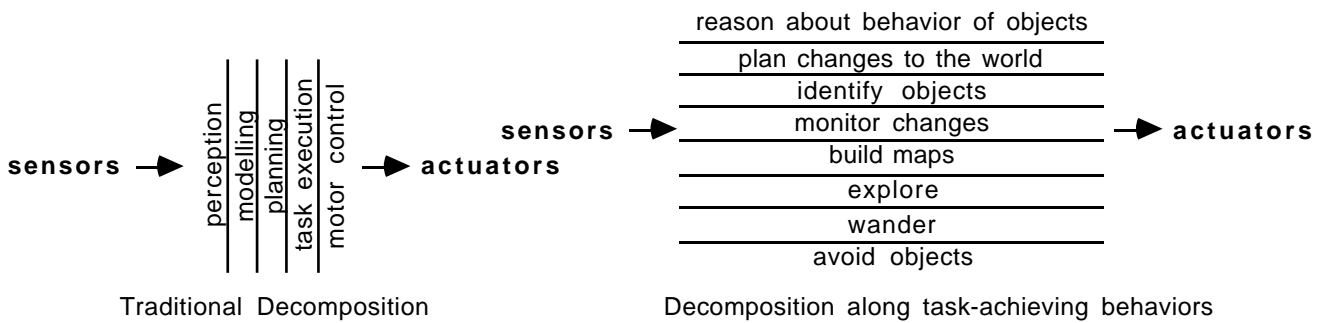 sensors
perception
modelling
planning
task execution
motor control
actuators
Traditional Decomposition
reason about behavior of objects
plan changes to the world
identify objects
sensors
monitor changes
actuators
build maps
explore
wander
avoid objects
Decomposition along task-achieving behaviors